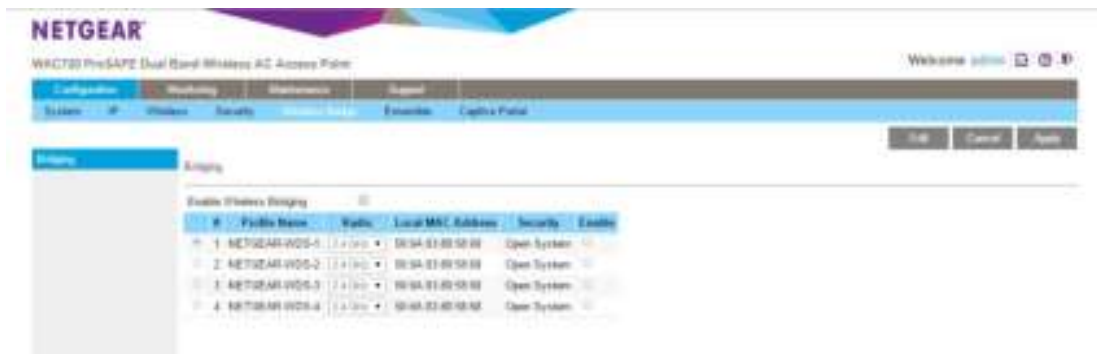 NETGEAR
ProSAFE Dual Band Wireless AC Access Point
Welcome admin
Configuration Monitoring Maintenance Support
System IP Wireless Security Wireless Bridge Ensemble Captive Portal
Edit Cancel Apply
Bridging
Bridging
Enable Wireless Bridging
# Profile Name Radio Local MAC Address Security Enable
1 NETGEAR-WDS-1 Open System
2 NETGEAR-WDS-2 Open System
3 NETGEAR-WDS-3 Open System
4 NETGEAR-WDS-4 Open System